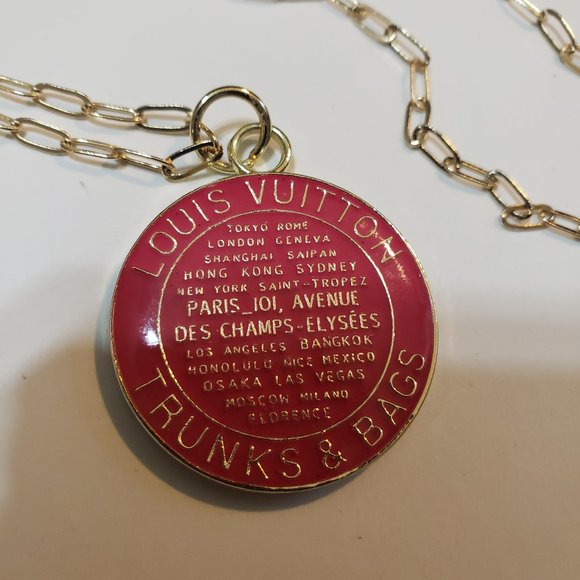 LOUIS VUITTON
TOKYO ROME
LONDON GENEVA
SHANGHAI SAIPAN
HONG KONG SYDNEY
NEW YORK SAINT-TROPEZ
PARIS_101, AVENUE
DES CHAMPS-ELYSÉES
LOS ANGELES BANGKOK
HONOLULU NICE MEXICO
OSAKA LAS VEGAS
MOSCOW MILANO
FLORENCE
TRUNKS & BAGS